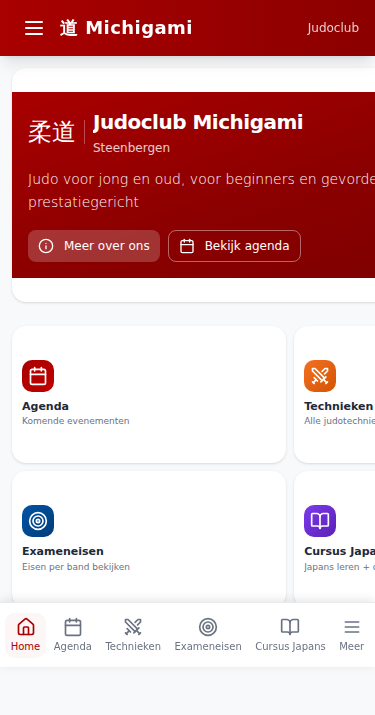 道 Michigami
Judoclub
柔道
Judoclub Michigami
Steenbergen
Judo voor jong en oud, voor beginners en gevorde
prestatiegericht
Meer over ons
Bekijk agenda
Agenda
Komende evenementen
Technieken
Alle judotechnie
Exameneisen
Eisen per band bekijken
Cursus Japa
Japans leren +
Home
Agenda
Technieken
Exameneisen
Cursus Japans
Meer